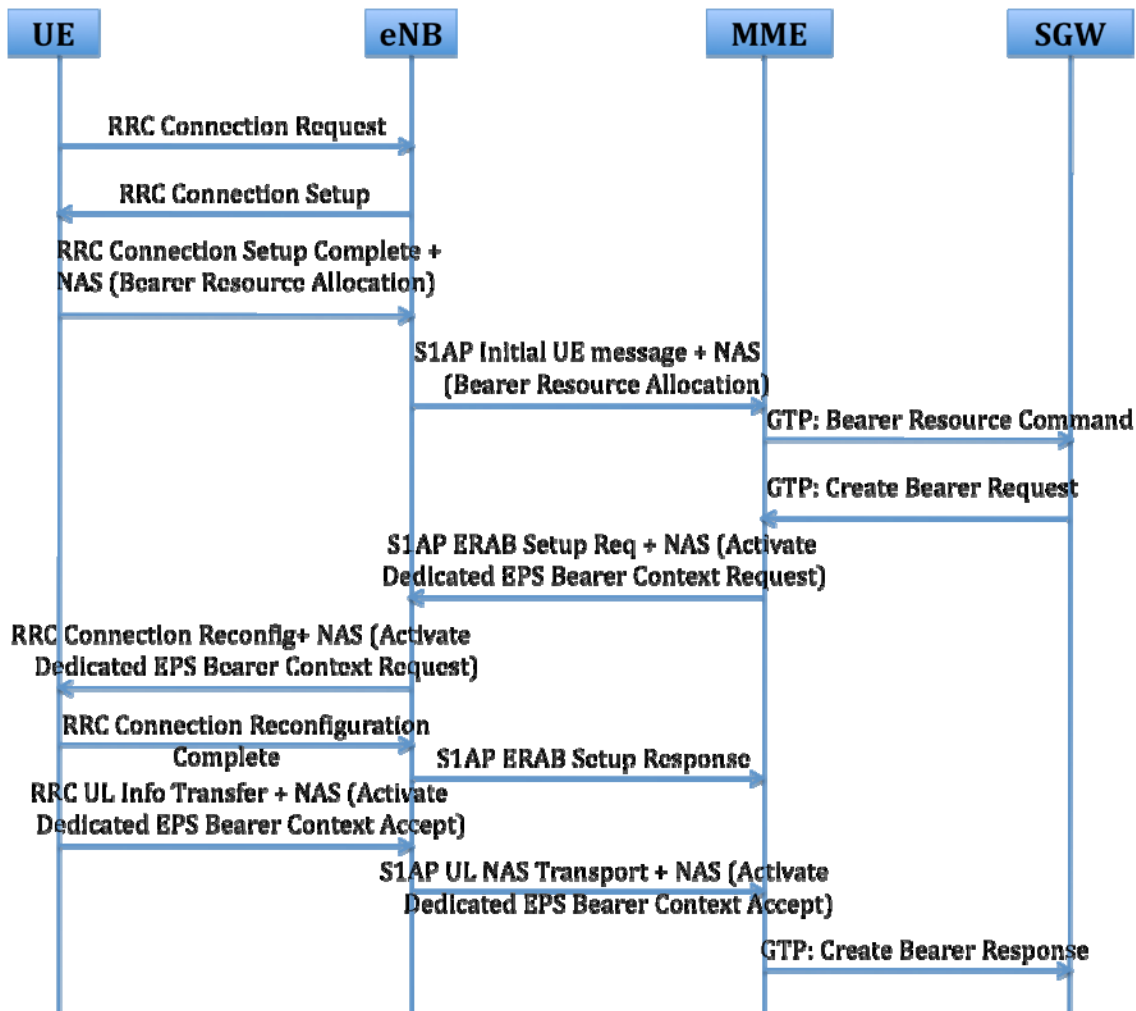 UE
eNB
MME
SGW
RRC Connection Request
RRC Connection Setup
RRC Connection Setup Complete +
NAS (Bearer Resource Allocation)
S1AP Initial UE message + NAS
(Bearer Resource Allocation)
GTP: Bearer Resource Command
GTP: Create Bearer Request
S1AP ERAB Setup Req + NAS (Activate
Dedicated EPS Bearer Context Request)
RRC Connection Reconfig+ NAS (Activate
Dedicated EPS Bearer Context Request)
RRC Connection Reconfiguration
Complete
S1AP ERAB Setup Response
RRC UL Info Transfer + NAS (Activate
Dedicated EPS Bearer Context Accept)
S1AP UL NAS Transport + NAS (Activate
Dedicated EPS Bearer Context Accept)
GTP: Create Bearer Response